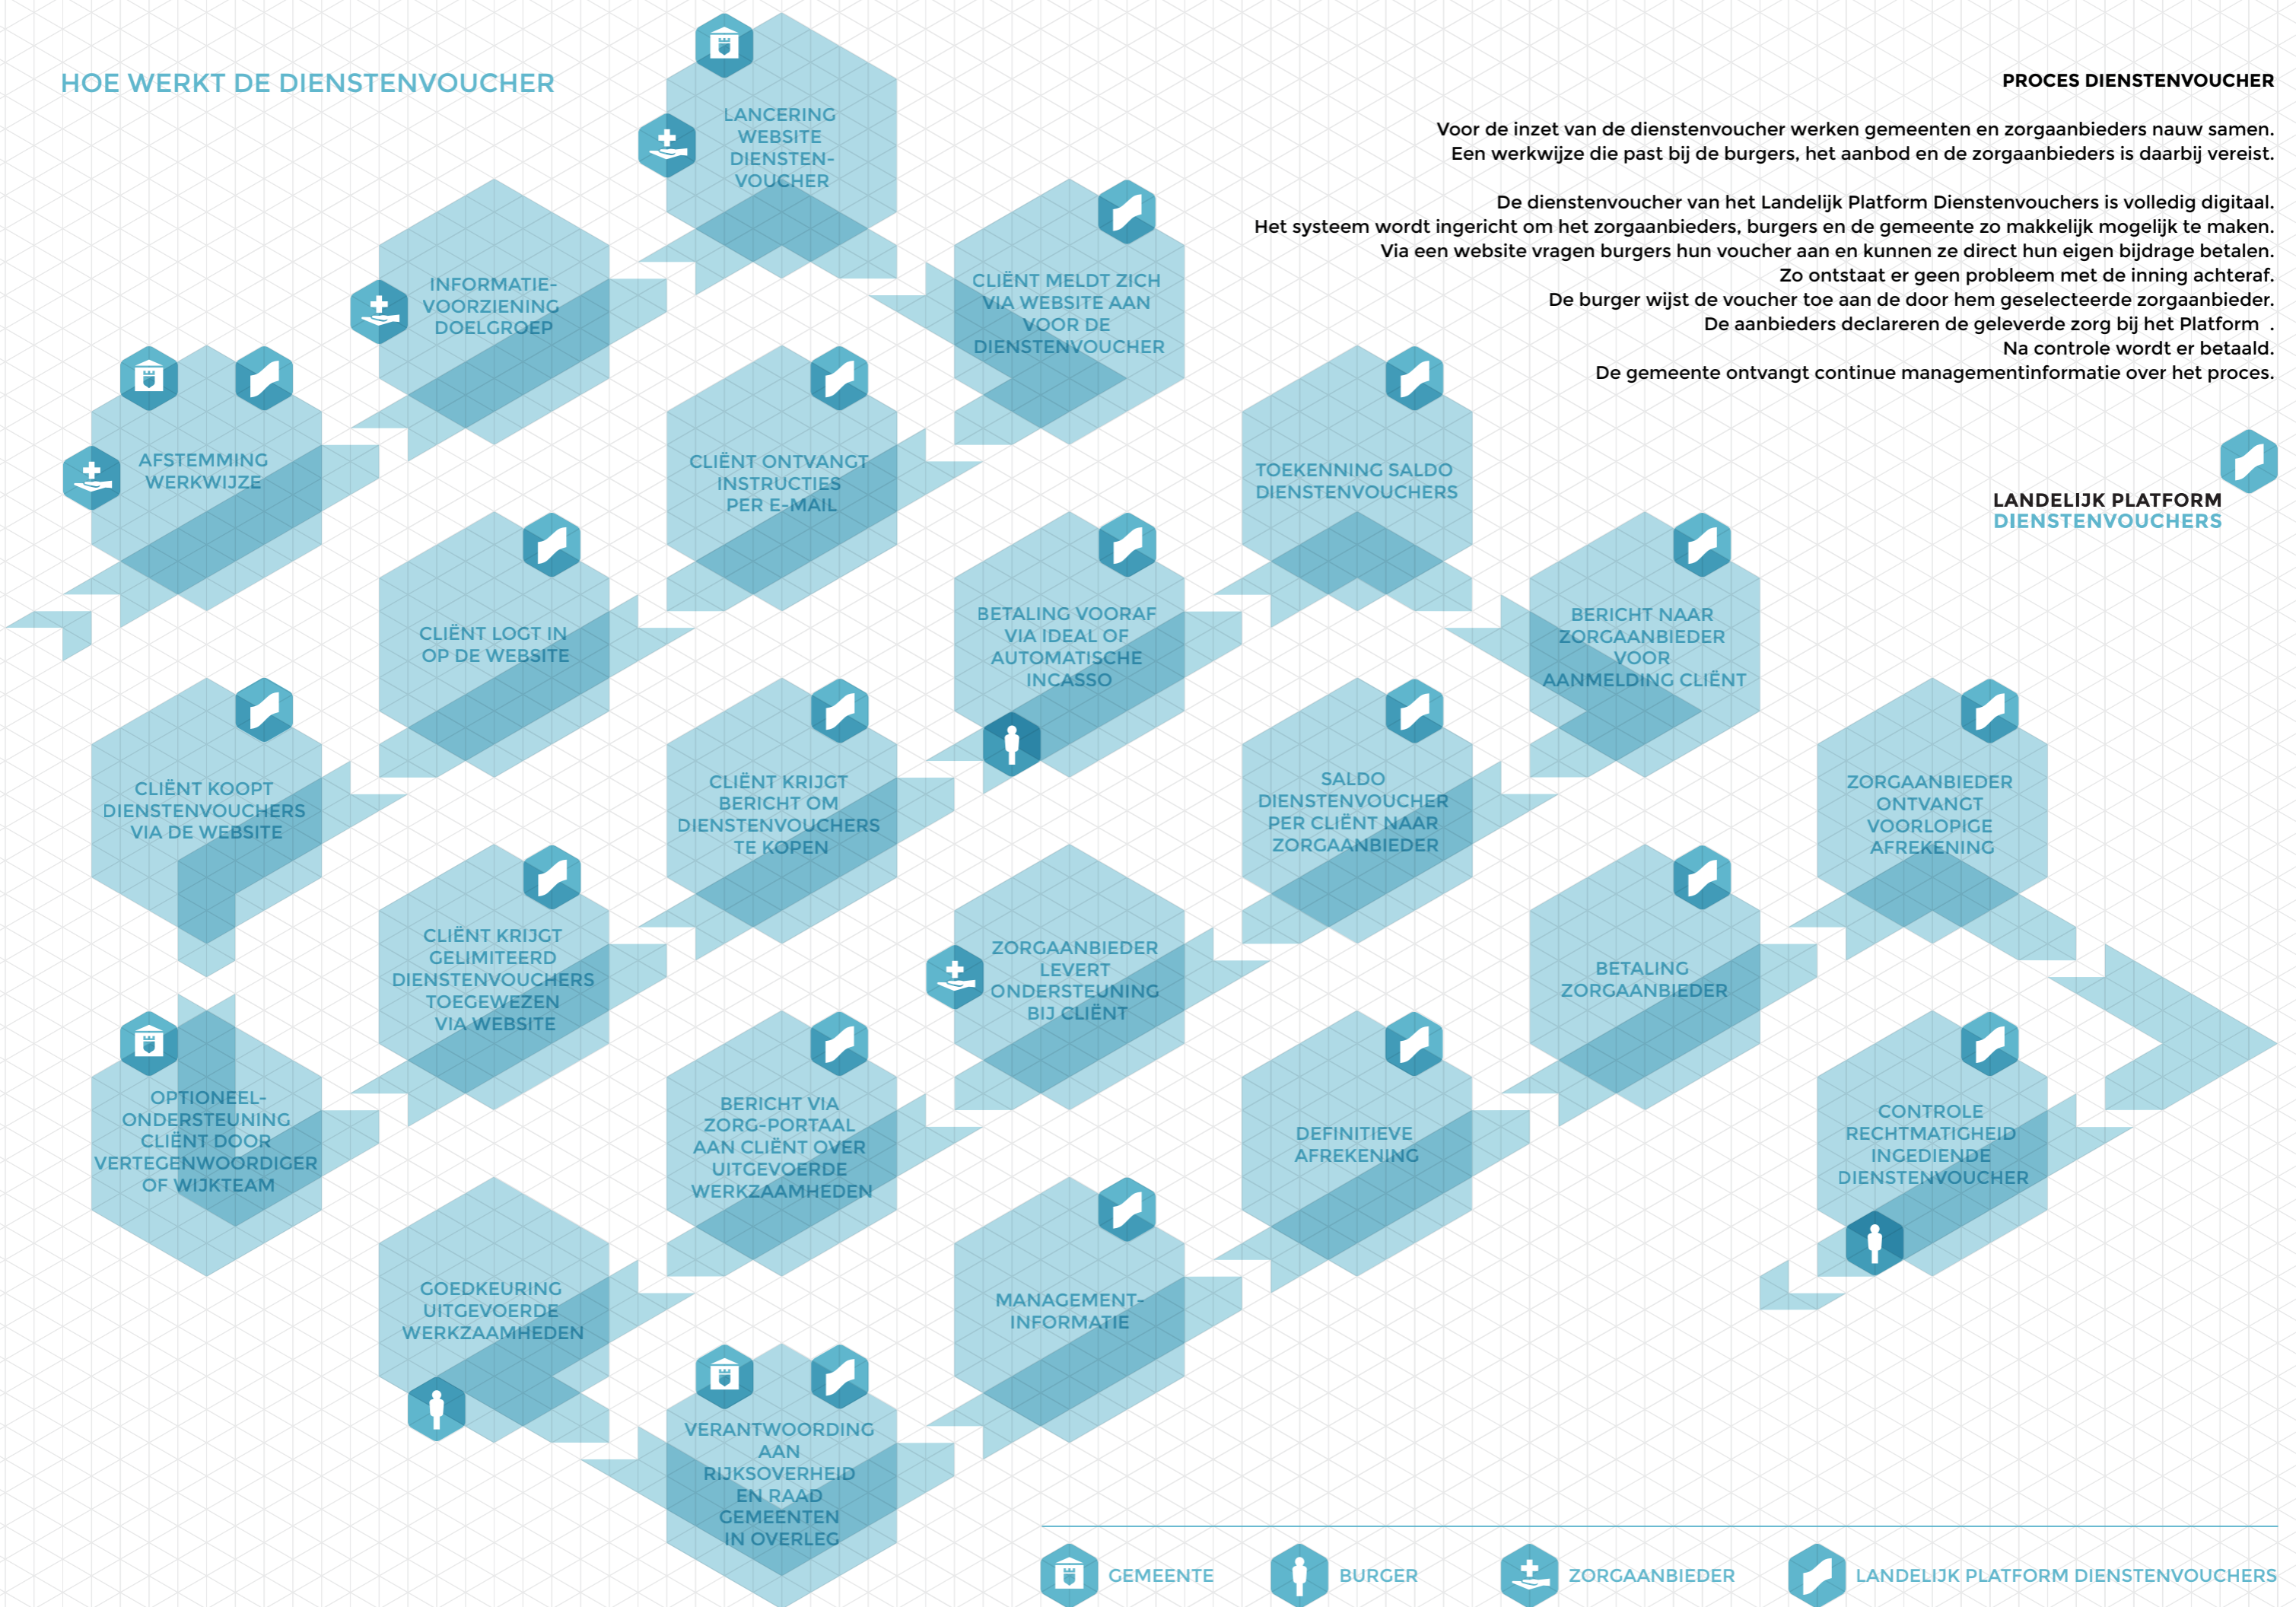 HOE WERKT DE DIENSTENVOUCHER
PROCES DIENSTENVOUCHER
Voor de inzet van de dienstenvoucher werken gemeenten en zorgaanbieders nauw samen.
Een werkwijze die past bij de burgers, het aanbod en de zorgaanbieders is daarbij vereist.
De dienstenvoucher van het Landelijk Platform Dienstenvouchers is volledig digitaal.
Het systeem wordt ingericht om het zorgaanbieders, burgers en de gemeente zo makkelijk mogelijk te maken.
Via een website vragen burgers hun voucher aan en kunnen ze direct hun eigen bijdrage betalen.
Zo ontstaat er geen probleem met de inning achteraf.
De burger wijst de voucher toe aan de door hem geselecteerde zorgaanbieder.
De aanbieders declareren de geleverde zorg bij het Platform .
Na controle wordt er betaald.
De gemeente ontvangt continue managementinformatie over het proces.
LANDELIJK PLATFORM
DIENSTENVOUCHERS
AFSTEMMING
WERKWIJZE
INFORMATIE-
VOORZIENING
DOELGROEP
LANCERING
WEBSITE
DIENSTEN-
VOUCHER
CLIËNT MELDT ZICH
VIA WEBSITE AAN
VOOR DE
DIENSTENVOUCHER
CLIËNT ONTVANGT
INSTRUCTIES
PER E-MAIL
CLIËNT LOGT IN
OP DE WEBSITE
CLIËNT KOOPT
DIENSTENVOUCHERS
VIA DE WEBSITE
OPTIONEEL-
ONDERSTEUNING
CLIËNT DOOR
VERTEGENWOORDIGER
OF WIJKTEAM
CLIËNT KRIJGT
GELIMITEERD
DIENSTENVOUCHERS
TOEGEWEZEN
VIA WEBSITE
CLIËNT KRIJGT
BERICHT OM
DIENSTENVOUCHERS
TE KOPEN
BETALING VOORAF
VIA IDEAL OF
AUTOMATISCHE
INCASSO
TOEKENNING SALDO
DIENSTENVOUCHERS
BERICHT NAAR
ZORGAANBIEDER
VOOR
AANMELDING CLIËNT
SALDO
DIENSTENVOUCHER
PER CLIËNT NAAR
ZORGAANBIEDER
ZORGAANBIEDER
LEVERT
ONDERSTEUNING
BIJ CLIËNT
BERICHT VIA
ZORG-PORTAAL
AAN CLIËNT OVER
UITGEVOERDE
WERKZAAMHEDEN
GOEDKEURING
UITGEVOERDE
WERKZAAMHEDEN
VERANTWOORDING
AAN
RIJKSOVERHEID
EN RAAD
GEMEENTEN
IN OVERLEG
MANAGEMENT-
INFORMATIE
DEFINITIEVE
AFREKENING
BETALING
ZORGAANBIEDER
ZORGAANBIEDER
ONTVANGT
VOORLOPIGE
AFREKENING
CONTROLE
RECHTMATIGHEID
INGEDIENDE
DIENSTENVOUCHER
GEMEENTE
BURGER
ZORGAANBIEDER
LANDELIJK PLATFORM DIENSTENVOUCHERS